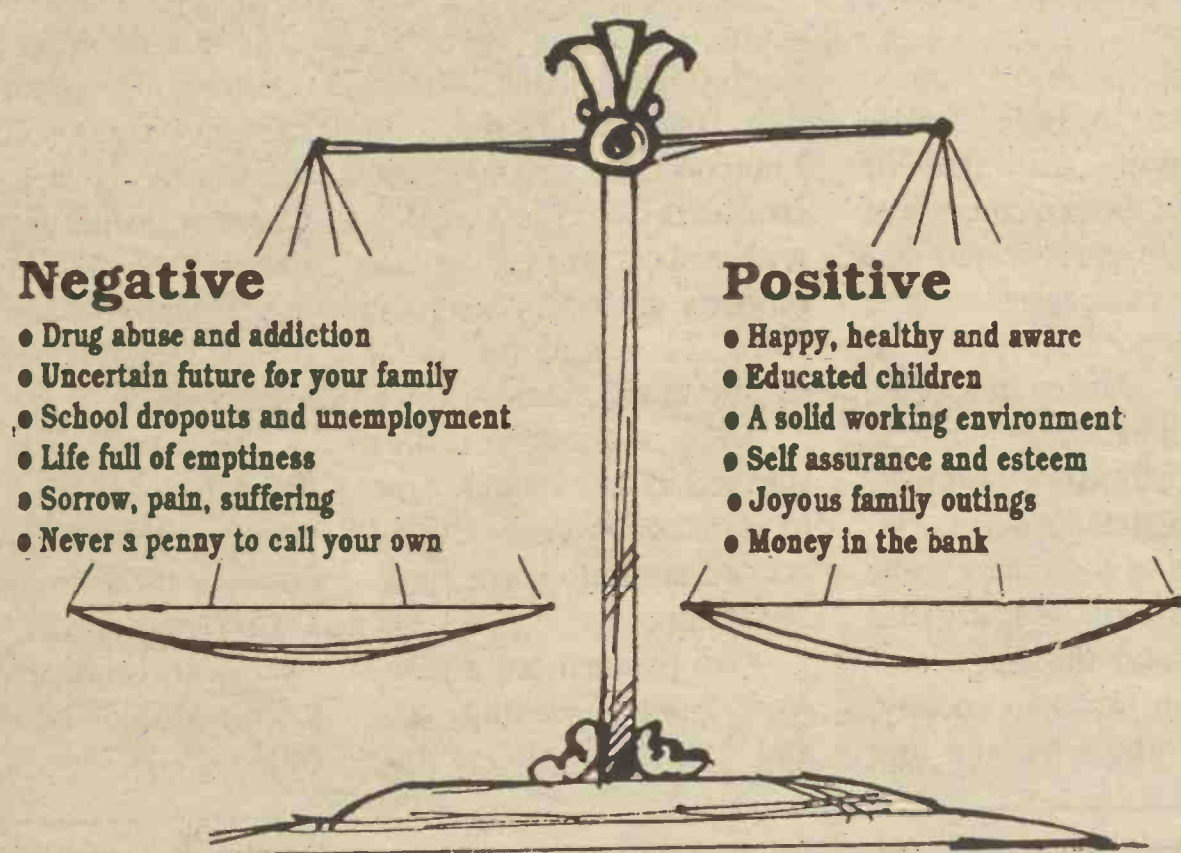 Negative
• Drug abuse and addiction
• Uncertain future for your family
• School dropouts and unemployment
• Life full of emptiness
• Sorrow, pain, suffering
• Never a penny to call your own
Positive
• Happy, healthy and aware
• Educated children
• A solid working environment
• Self assurance and esteem
• Joyous family outings
• Money in the bank